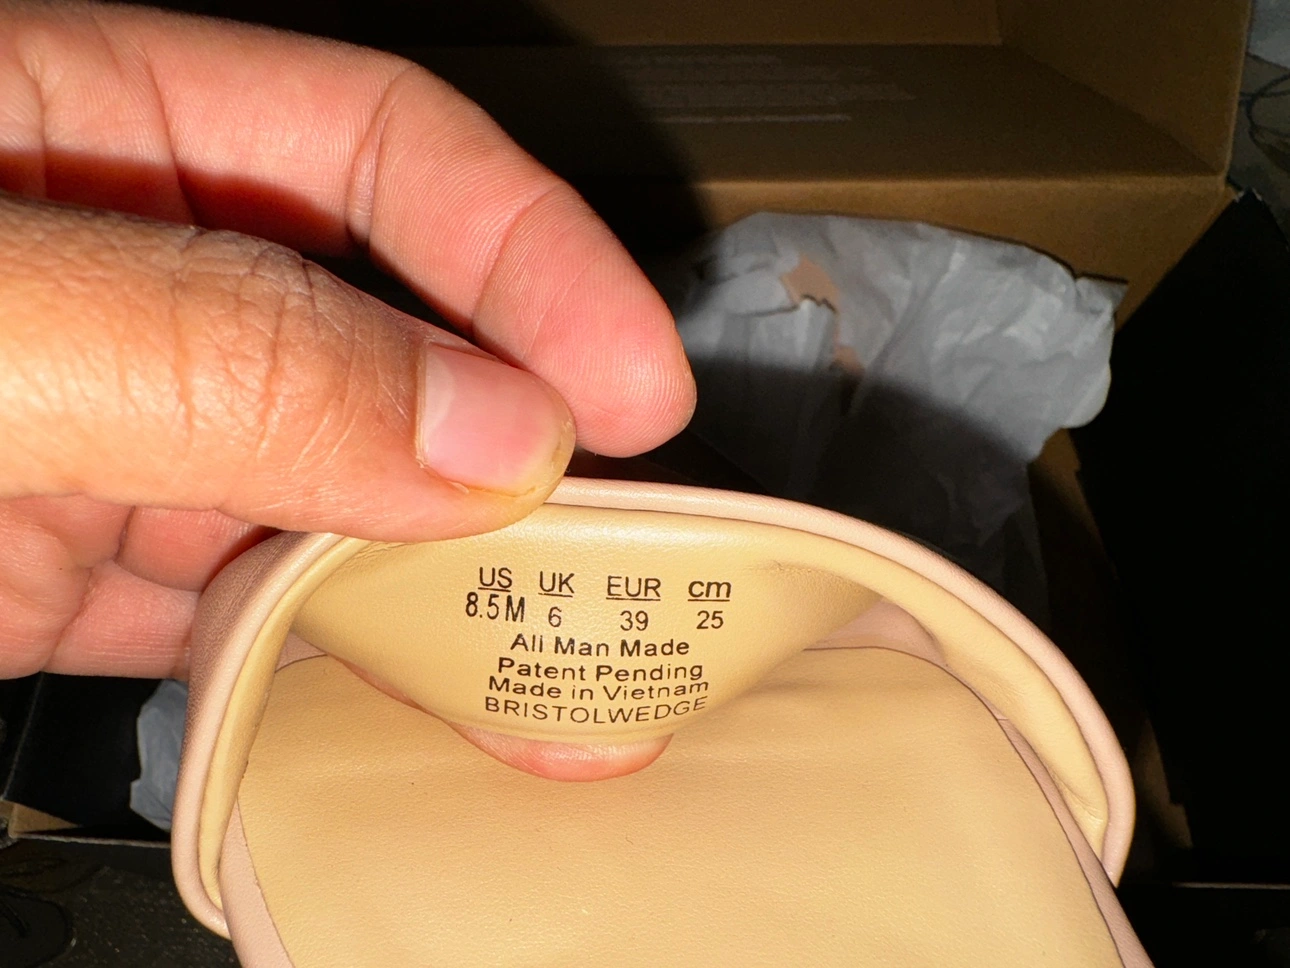 US UK EUR cm
8.5M 6 39 25
All Man Made
Patent Pending
Made in Vietnam
BRISTOLWEDGE